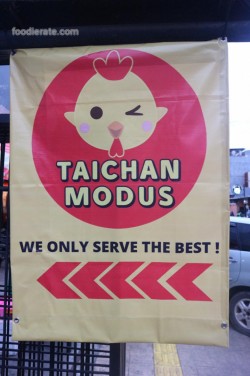 foodierate.com
TAICHAN
MODUS
WE ONLY SERVE THE BEST !